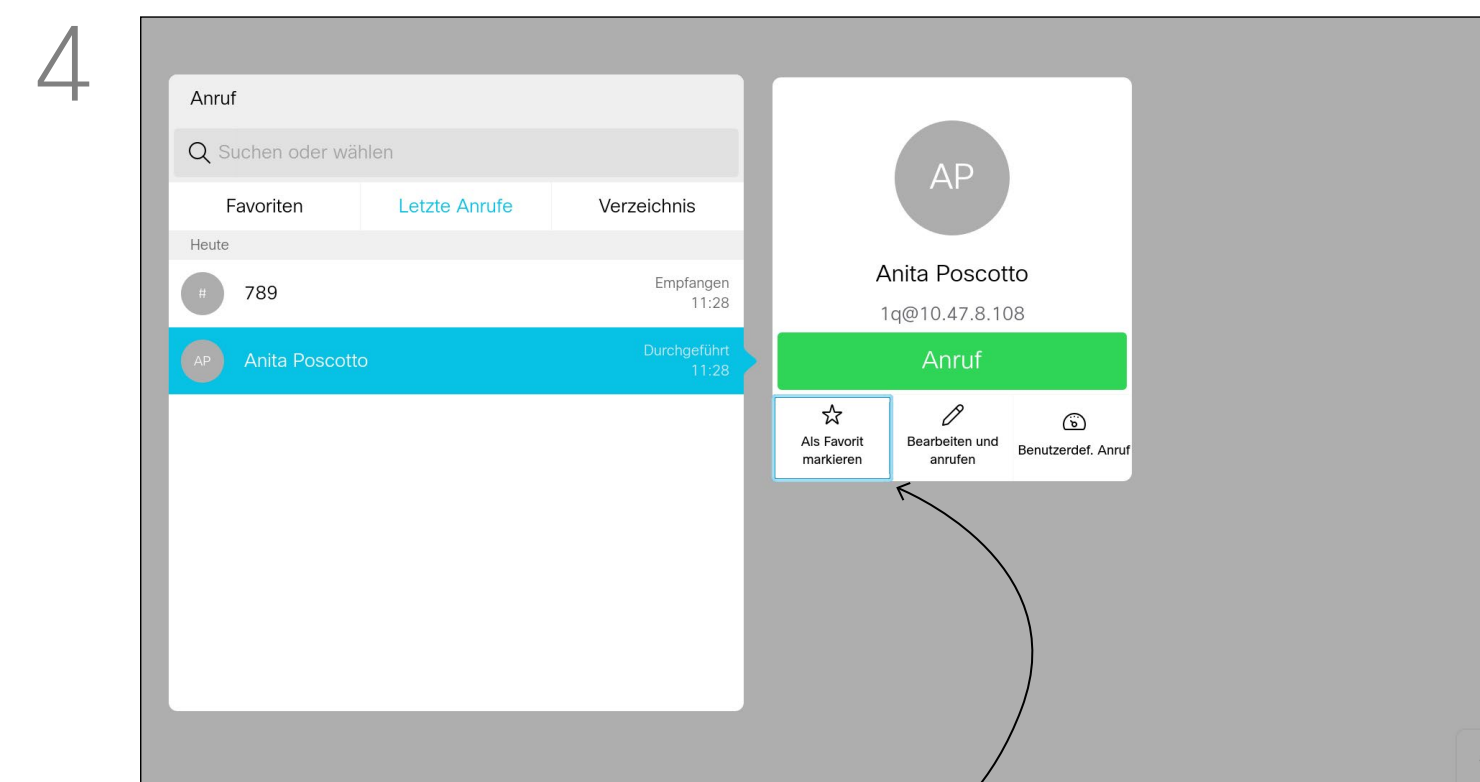 4
Anruf
Suchen oder wählen
Favoriten Letzte Anrufe Verzeichnis
Heute
# 789 Empfangen
11:28
AP Anita Poscotto Durchgeführt
11:28
AP
Anita Poscotto
1q@10.47.8.108
Anruf
Als Favorit
markieren
Bearbeiten und
anrufen
Benutzerdef. Anruf